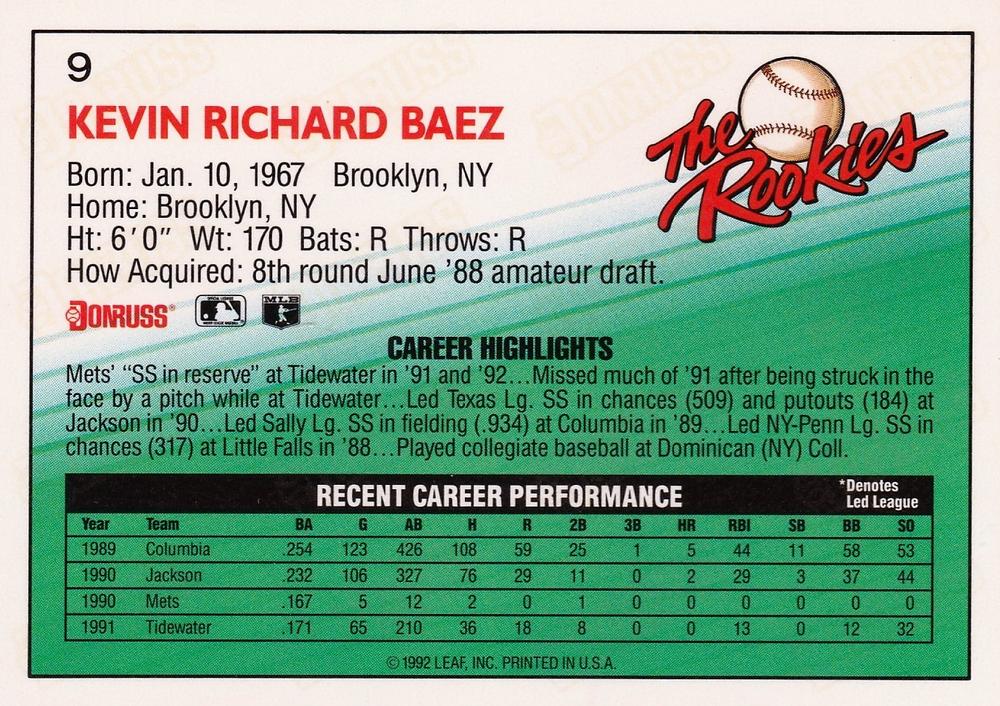 9
The
Rookies
KEVIN RICHARD BAEZ
Born: Jan. 10, 1967 Brooklyn, NY
Home: Brooklyn, NY
Ht: 6'0" Wt: 170 Bats: R Throws: R
How Acquired: 8th round June '88 amateur draft.
DONRUSS® MLB
CAREER HIGHLIGHTS
Mets' "SS in reserve" at Tidewater in '91 and '92...Missed much of '91 after being struck in the
face by a pitch while at Tidewater...Led Texas Lg. SS in chances (509) and putouts (184) at
Jackson in '90...Led Sally Lg. SS in fielding (.934) at Columbia in '89...Led NY-Penn Lg. SS in
chances (317) at Little Falls in '88...Played collegiate baseball at Dominican (NY) Coll.
RECENT CAREER PERFORMANCE
*Denotes
Led League
Year Team BA G AB H R 2B 3B HR RBI SB BB SO
1989 Columbia .254 123 426 108 59 25 1 5 44 11 58 53
1990 Jackson .232 106 327 76 29 11 0 2 29 3 37 44
1990 Mets .167 5 12 2 0 1 0 0 0 0 0 0
1991 Tidewater .171 65 210 36 18 8 0 0 13 0 12 32
©1992 LEAF, INC. PRINTED IN U.S.A.